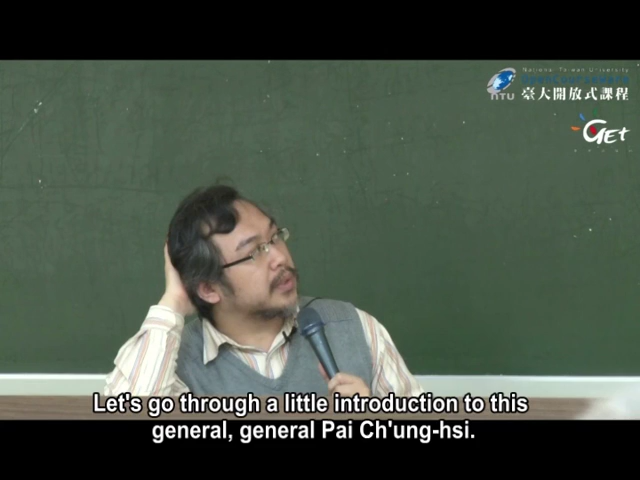 National Taiwan University
OpenCourseWare
臺大開放式課程
NTU
GET
Let's go through a little introduction to this
general, general Pai Ch'ung-hsi.